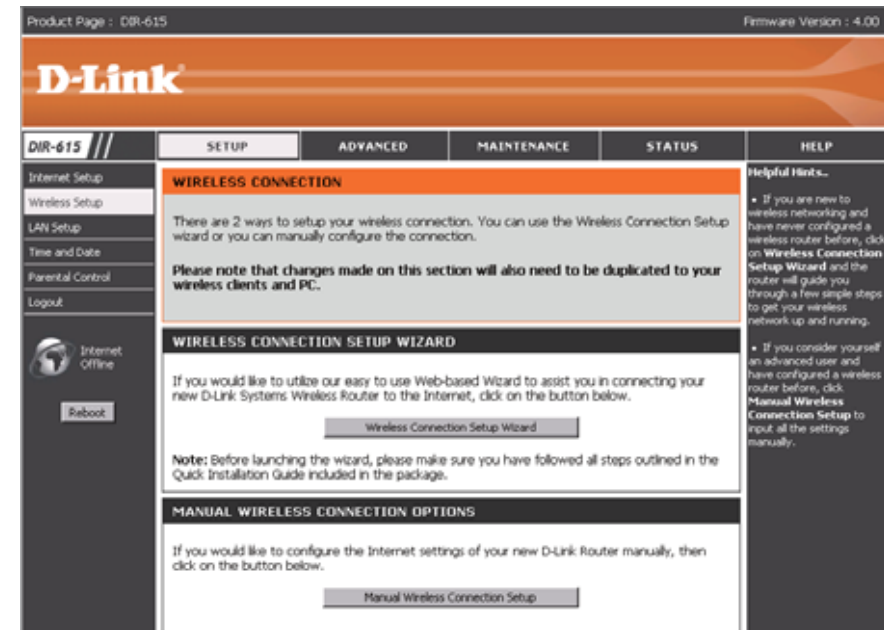 Product Page : DIR-615
Firmware Version : 4.00
D-Link
DIR-615
SETUP
ADVANCED
MAINTENANCE
STATUS
HELP
Internet Setup
Wireless Setup
LAN Setup
Time and Date
Parental Control
Logout
Internet
Offline
Reboot
WIRELESS CONNECTION
There are 2 ways to setup your wireless connection. You can use the Wireless Connection Setup
wizard or you can manually configure the connection.
Please note that changes made on this section will also need to be duplicated to your
wireless clients and PC.
WIRELESS CONNECTION SETUP WIZARD
If you would like to utilize our easy to use Web-based Wizard to assist you in connecting your
new D-Link Systems Wireless Router to the Internet, click on the button below.
Wireless Connection Setup Wizard
Note: Before launching the wizard, please make sure you have followed all steps outlined in the
Quick Installation Guide included in the package.
MANUAL WIRELESS CONNECTION OPTIONS
If you would like to configure the Internet settings of your new D-Link Router manually, then
click on the button below.
Manual Wireless Connection Setup
Helpful Hints..
• If you are new to
wireless networking and
have never configured a
wireless router before, click
on Wireless Connection
Setup Wizard and the
router will guide you
through a few simple steps
to get your wireless
network up and running.
• If you consider yourself
an advanced user and
have configured a wireless
router before, click
Manual Wireless
Connection Setup to
input all the settings
manually.